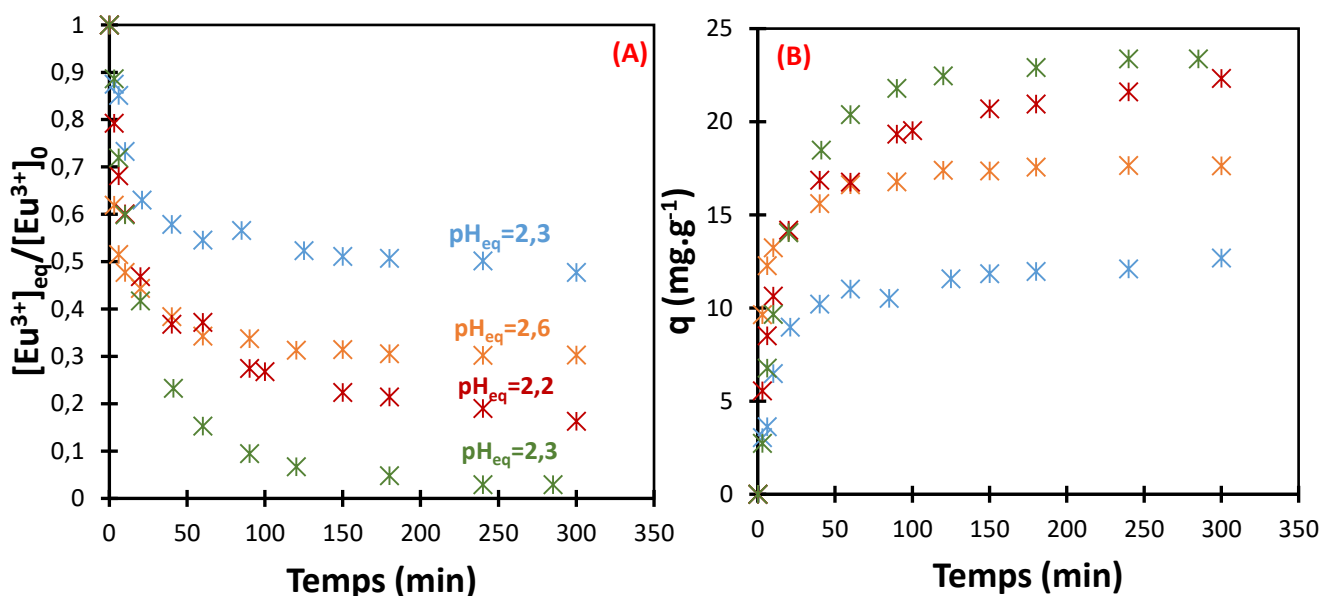 (A)
[Eu³⁺]eq/[Eu³⁺]₀
1
0,9
0,8
0,7
0,6
0,5
0,4
0,3
0,2
0,1
0
pHeq=2,3
pHeq=2,6
pHeq=2,2
pHeq=2,3
0 50 100 150 200 250 300 350
Temps (min)
(B)
q (mg.g⁻¹)
25
20
15
10
5
0
0 50 100 150 200 250 300 350
Temps (min)